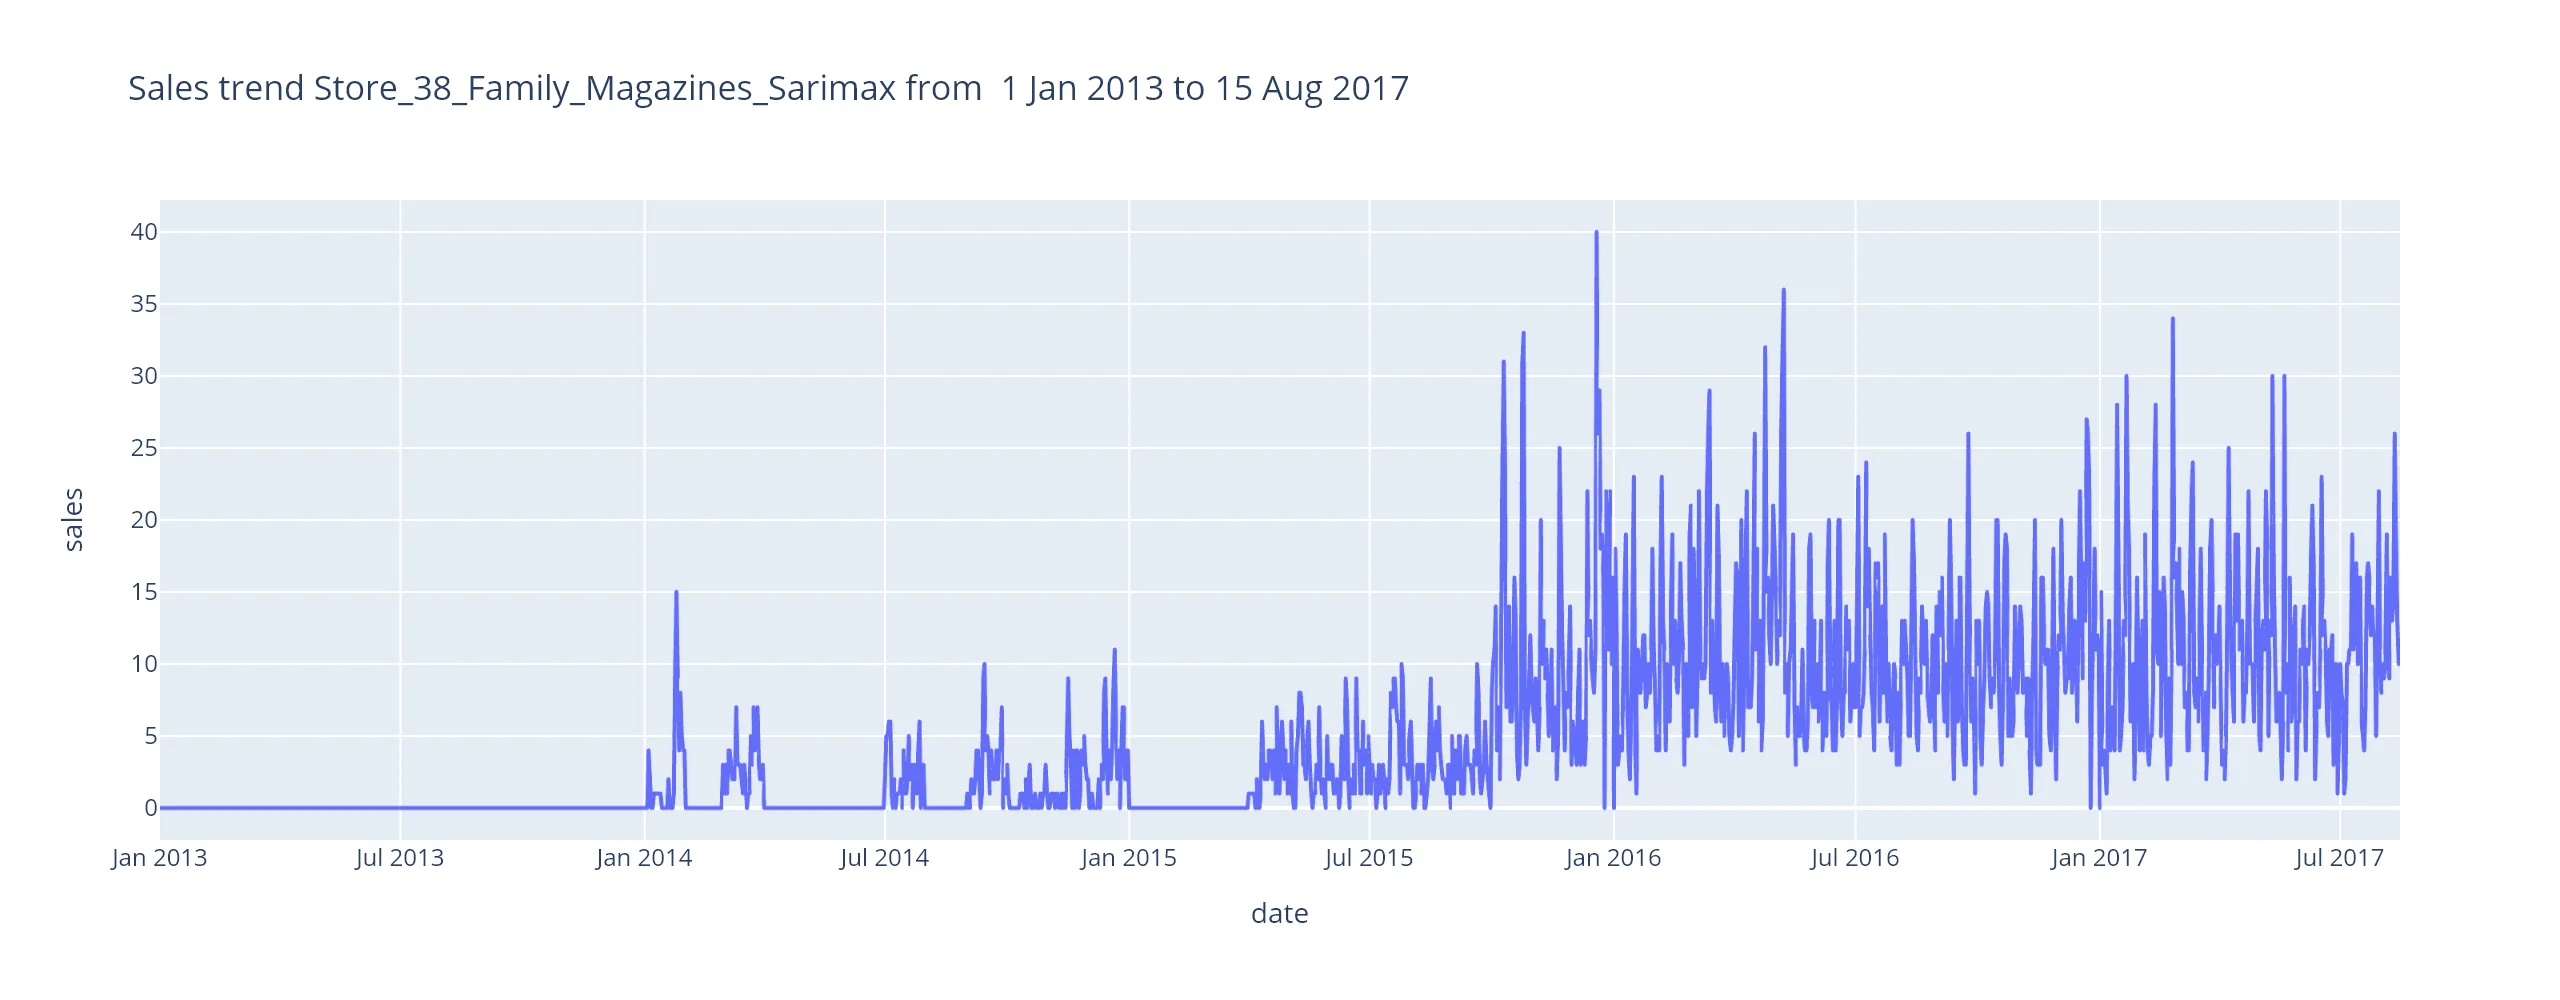 Sales trend Store_38_Family_Magazines_Sarimax from  1 Jan 2013 to 15 Aug 2017
40
35
30
25
20
15
10
5
0
sales
Jan 2013 Jul 2013 Jan 2014 Jul 2014 Jan 2015 Jul 2015 Jan 2016 Jul 2016 Jan 2017 Jul 2017
date